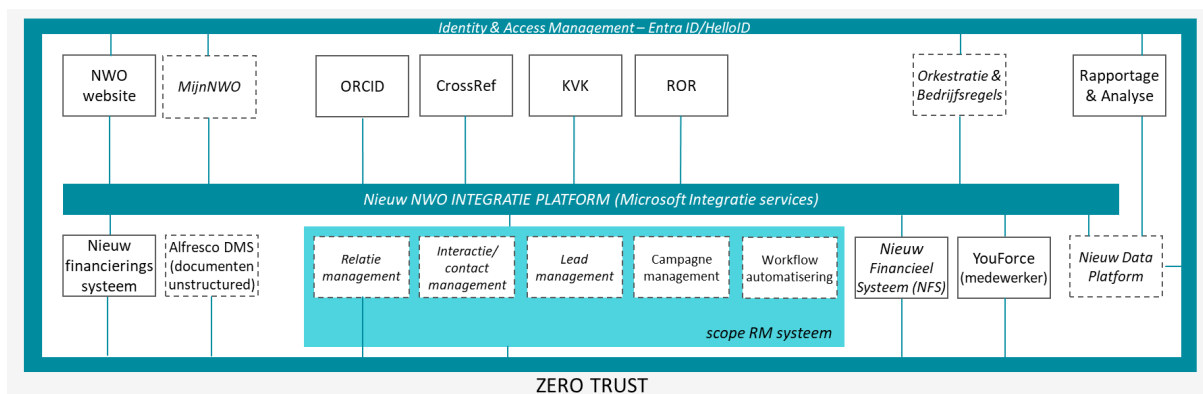 Identity & Access Management – Entra ID/HelloID
NWO
website
MijnNWO
ORCID
CrossRef
KVK
ROR
Orkestratie &
Bedrijfsregels
Rapportage
& Analyse
Nieuw NWO INTEGRATIE PLATFORM (Microsoft Integratie services)
Nieuw
financierings
systeem
Alfresco DMS
(documenten
unstructured)
Relatie
management
Interactie/
contact
management
Lead
management
Campagne
management
Workflow
automatisering
Nieuw
Financieel
Systeem (NFS)
YouForce
(medewerker)
Nieuw Data
Platform
scope RM systeem
ZERO TRUST